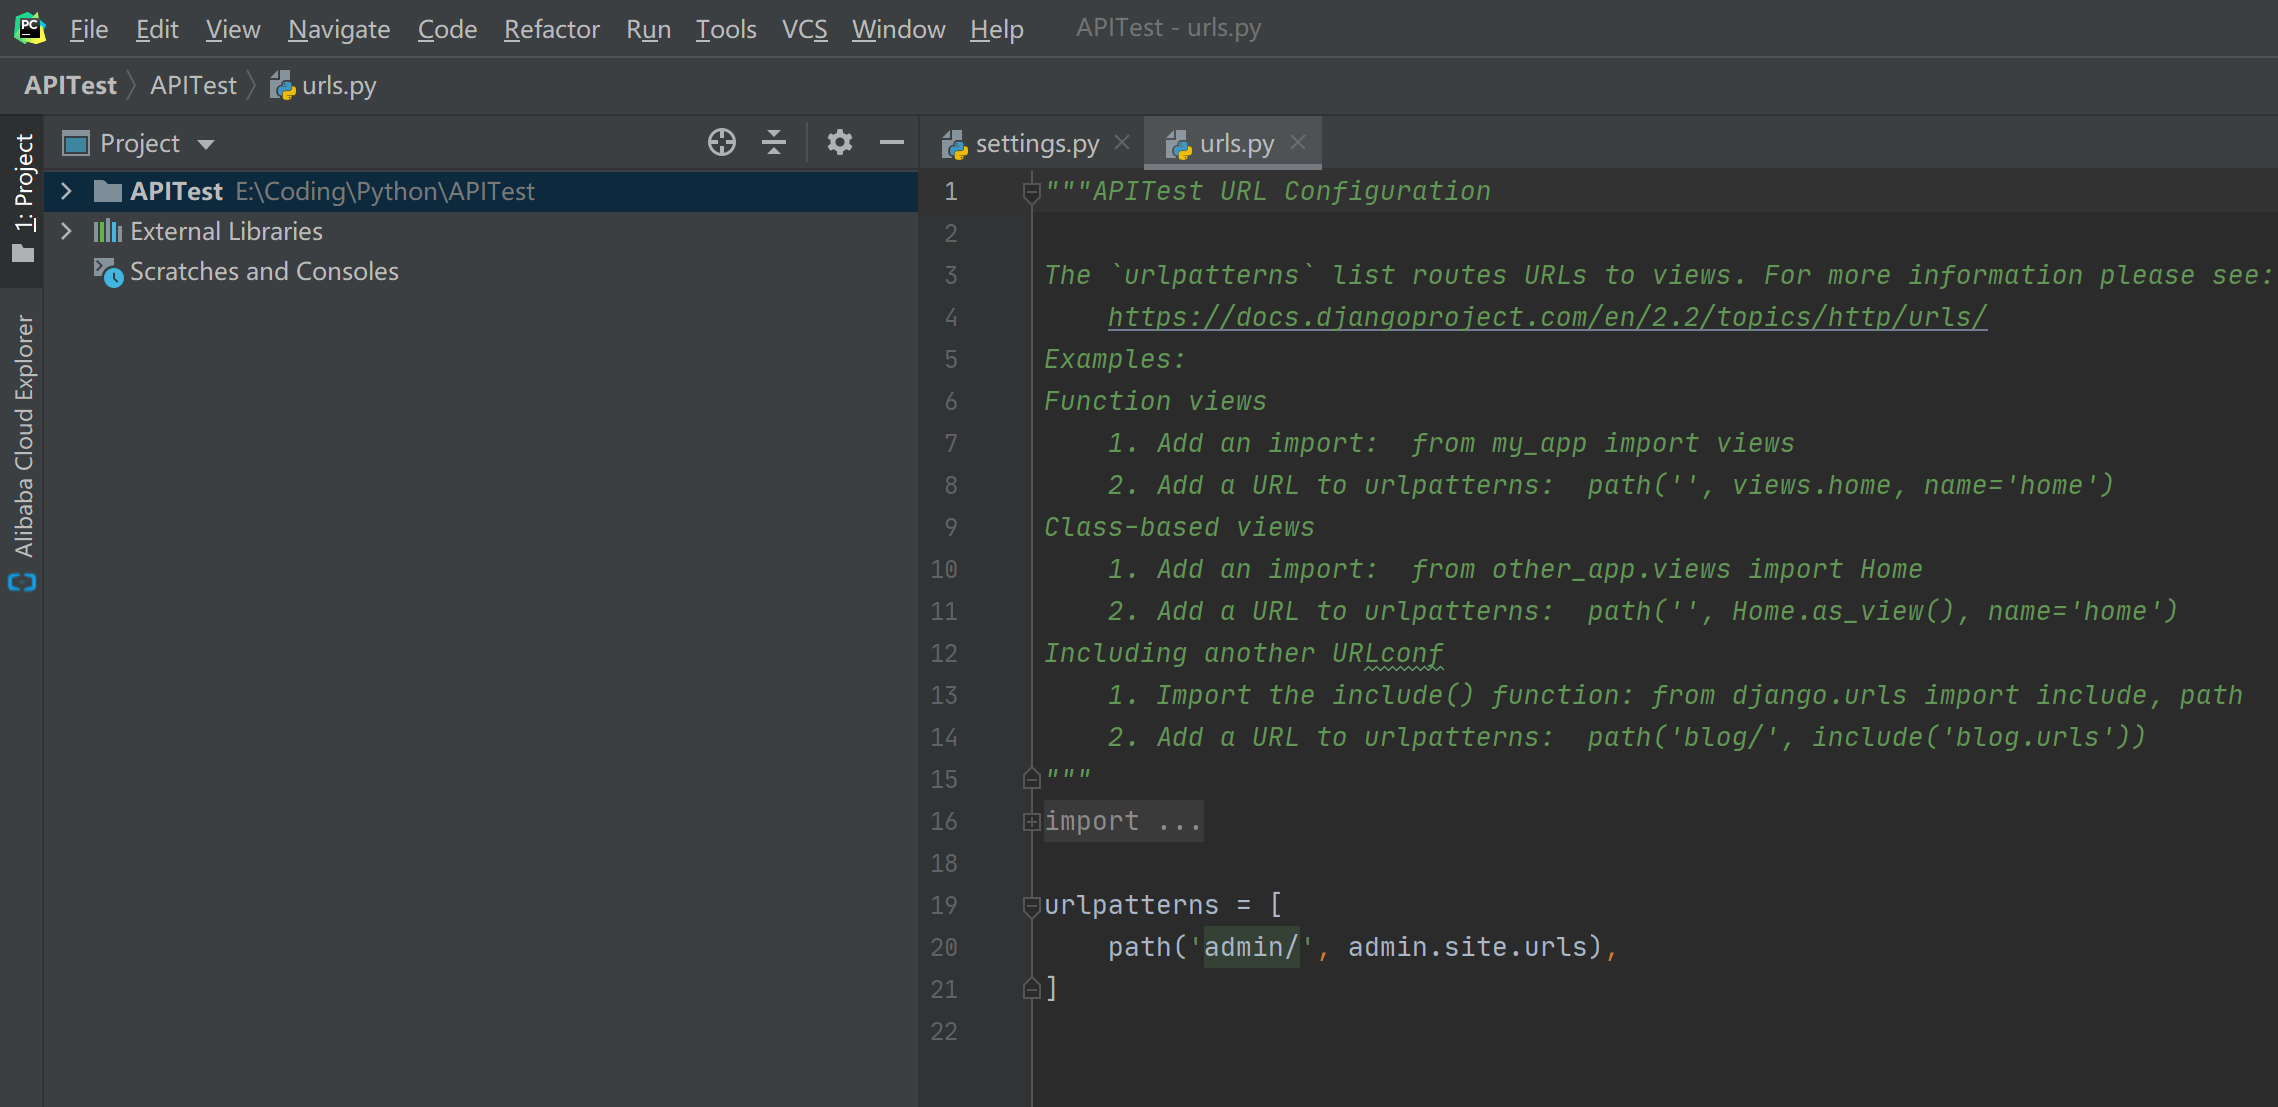 PC File Edit View Navigate Code Refactor Run Tools VCS Window Help APITest - urls.py
APITest APITest urls.py
1: Project
Alibaba Cloud Explorer
Project
APITest E:\Coding\Python\APITest
External Libraries
Scratches and Consoles
settings.py urls.py
1 """APITest URL Configuration
2
3 The `urlpatterns` list routes URLs to views. For more information please see:
4     https://docs.djangoproject.com/en/2.2/topics/http/urls/
5 Examples:
6 Function views
7     1. Add an import:  from my_app import views
8     2. Add a URL to urlpatterns:  path('', views.home, name='home')
9 Class-based views
10     1. Add an import:  from other_app.views import Home
11     2. Add a URL to urlpatterns:  path('', Home.as_view(), name='home')
12 Including another URLconf
13     1. Import the include() function: from django.urls import include, path
14     2. Add a URL to urlpatterns:  path('blog/', include('blog.urls'))
15 """
16 import ...
18
19 urlpatterns = [
20     path('admin/', admin.site.urls),
21 ]
22